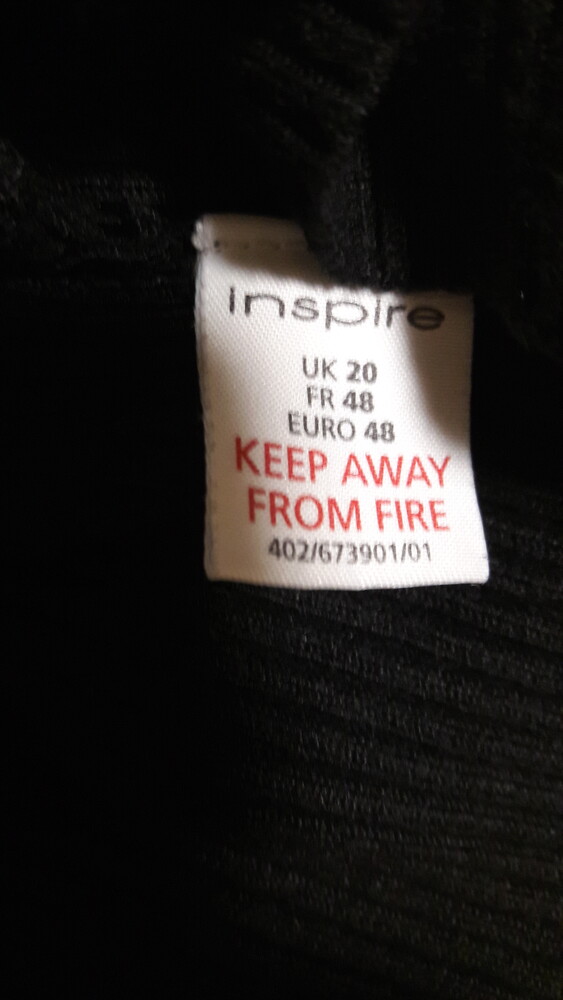 inspire
UK 20
FR 48
EURO 48
KEEP AWAY
FROM FIRE
402/673901/01